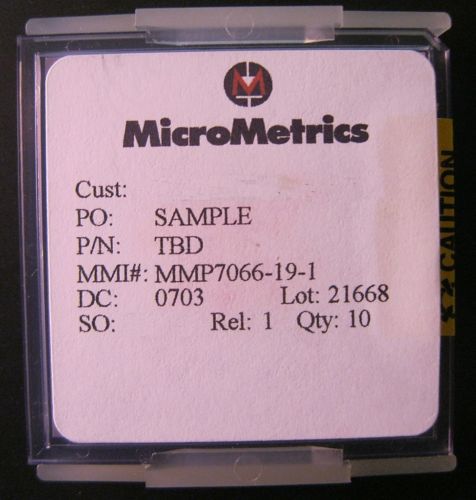 M
MicroMetrics
Cust:
PO: SAMPLE
P/N: TBD
MMI#: MMP7066-19-1
DC: 0703 Lot: 21668
SO: Rel: 1 Qty: 10
CAUTION